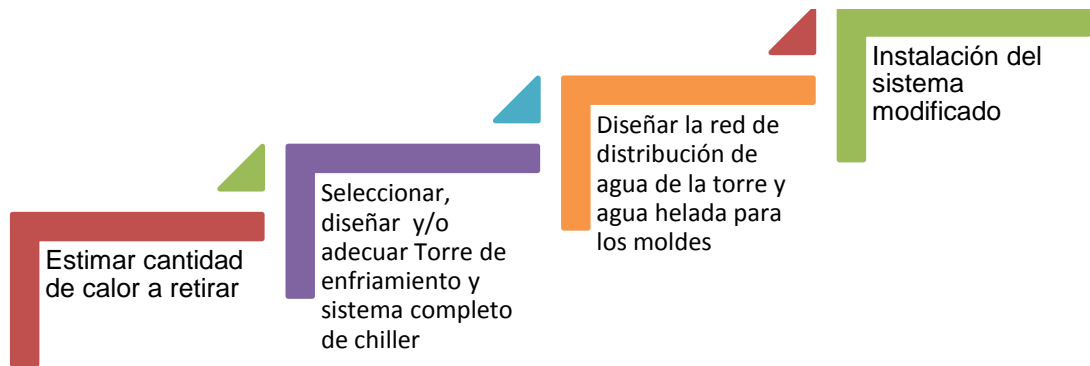 Estimar cantidad
de calor a retirar
Seleccionar,
diseñar y/o
adecuar Torre de
enfriamiento y
sistema completo
de chiller
Diseñar la red de
distribución de
agua de la torre y
agua helada para
los moldes
Instalación del
sistema
modificado